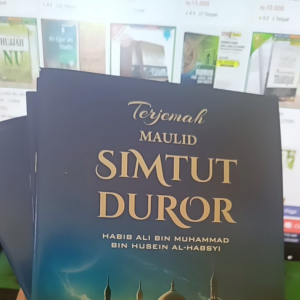 Terjemah
MAULID
SIMTUT
DUROR
HABIB ALI BIN MUHAMMAD
BIN HUSEIN AL-HABSYI
NU